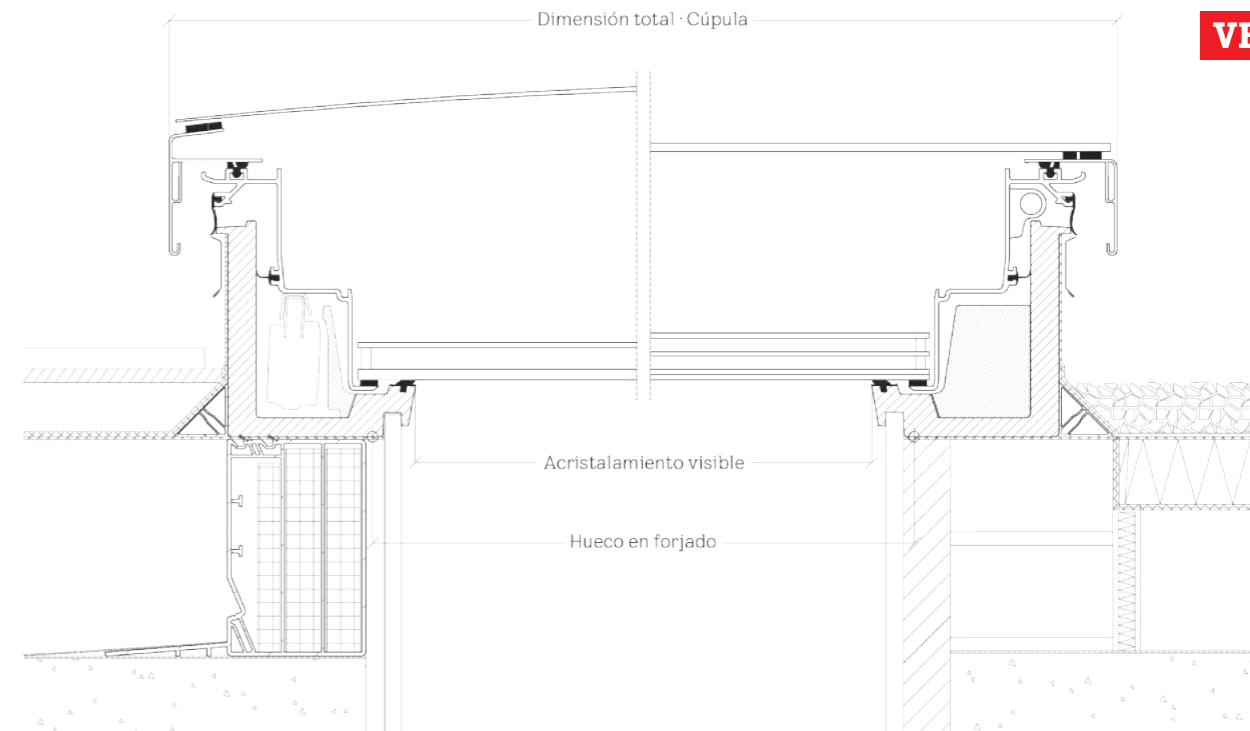 Dimensión total · Cúpula
VE
Acristalamiento visible
Hueco en forjado